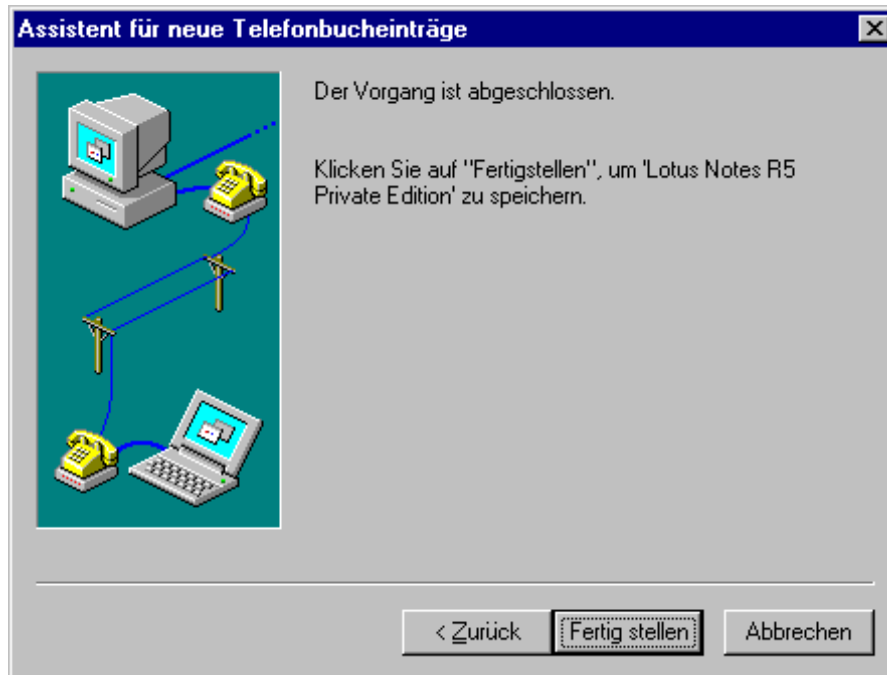 Assistent für neue Telefonbucheinträge
Der Vorgang ist abgeschlossen.
Klicken Sie auf "Fertigstellen", um 'Lotus Notes R5
Private Edition' zu speichern.
< Zurück
Fertig stellen
Abbrechen